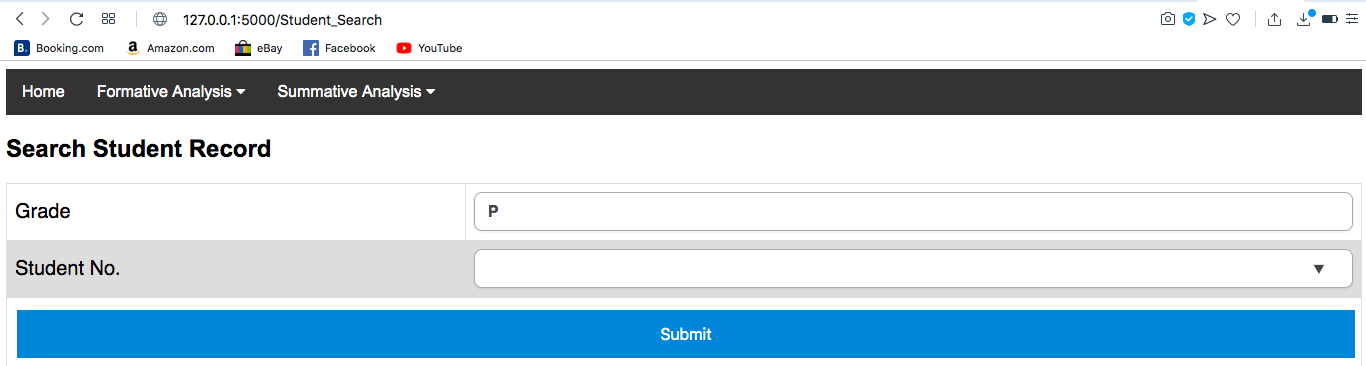 127.0.0.1:5000/Student_Search
B. Booking.com a Amazon.com eBay Facebook YouTube
Home Formative Analysis Summative Analysis
Search Student Record
Grade P
Student No.
Submit